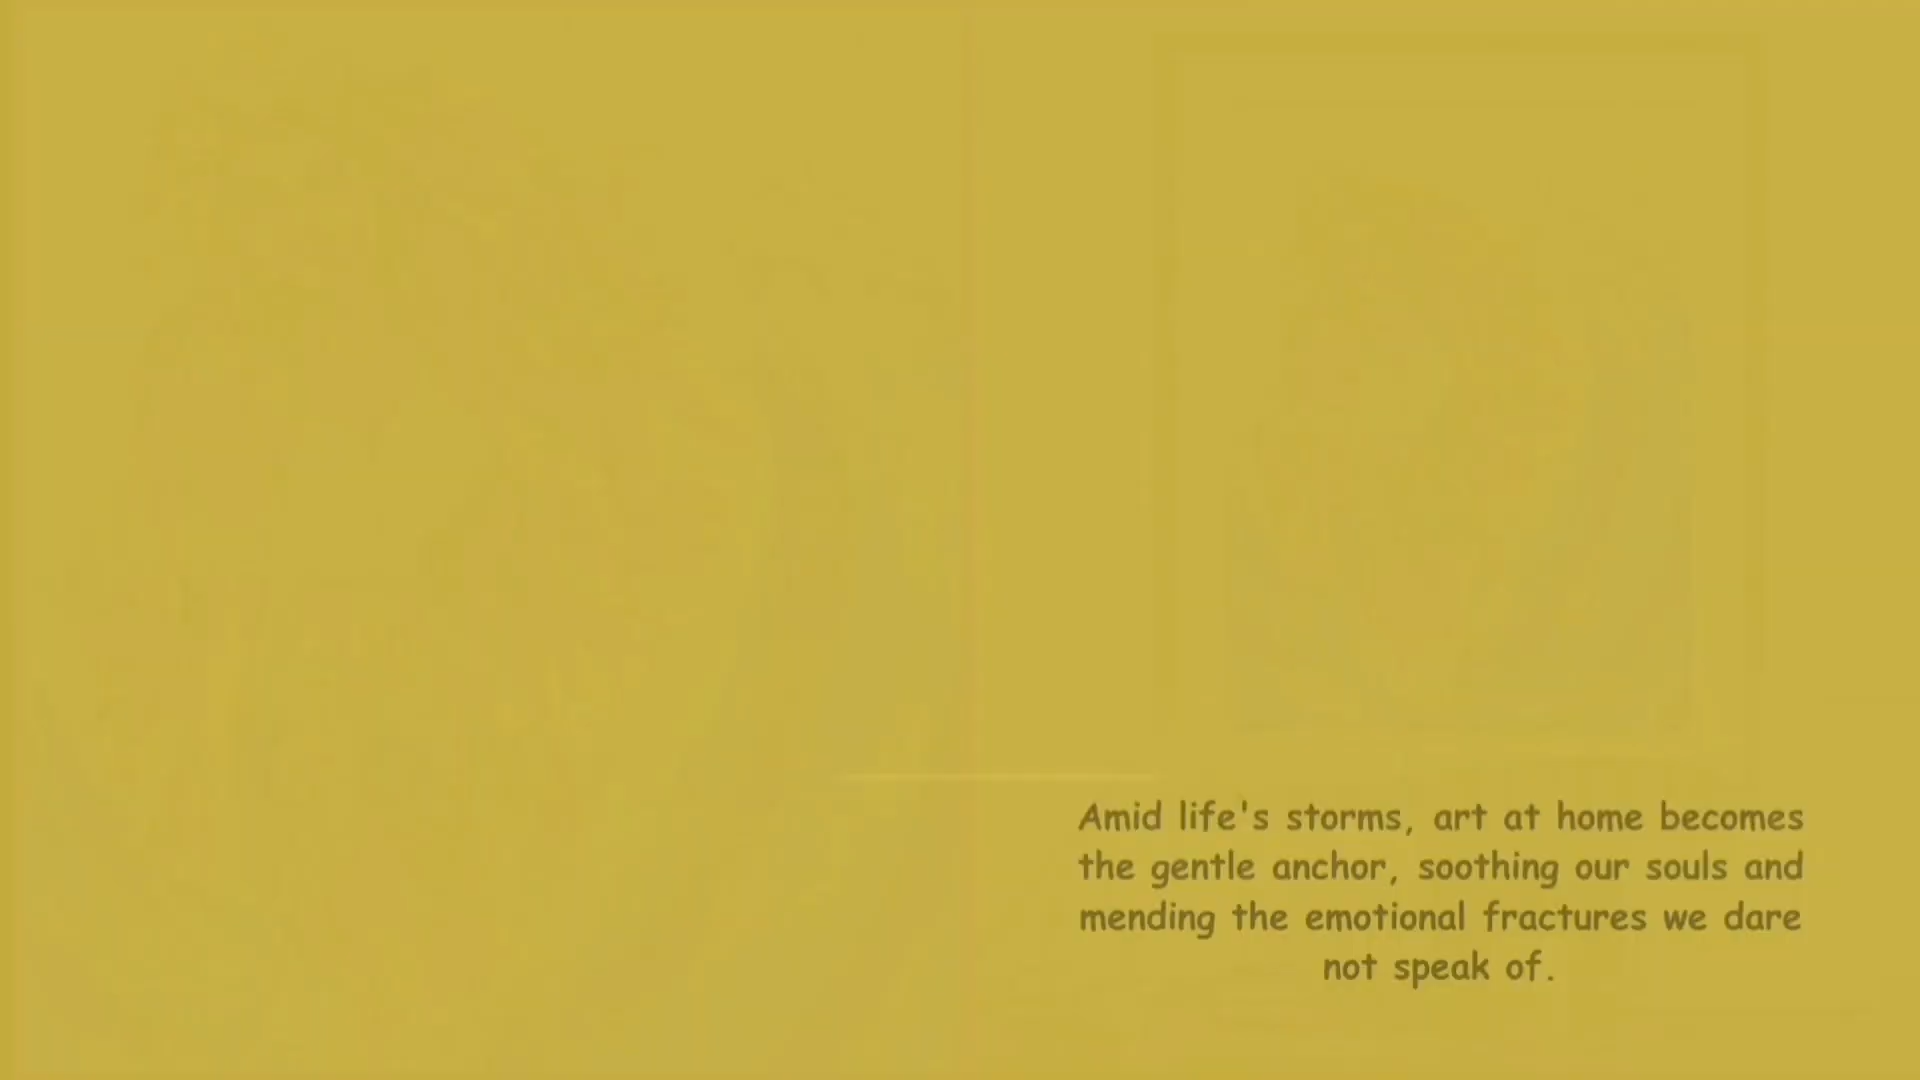 Amid life's storms, art at home becomes
the gentle anchor, soothing our souls and
mending the emotional fractures we dare
not speak of.